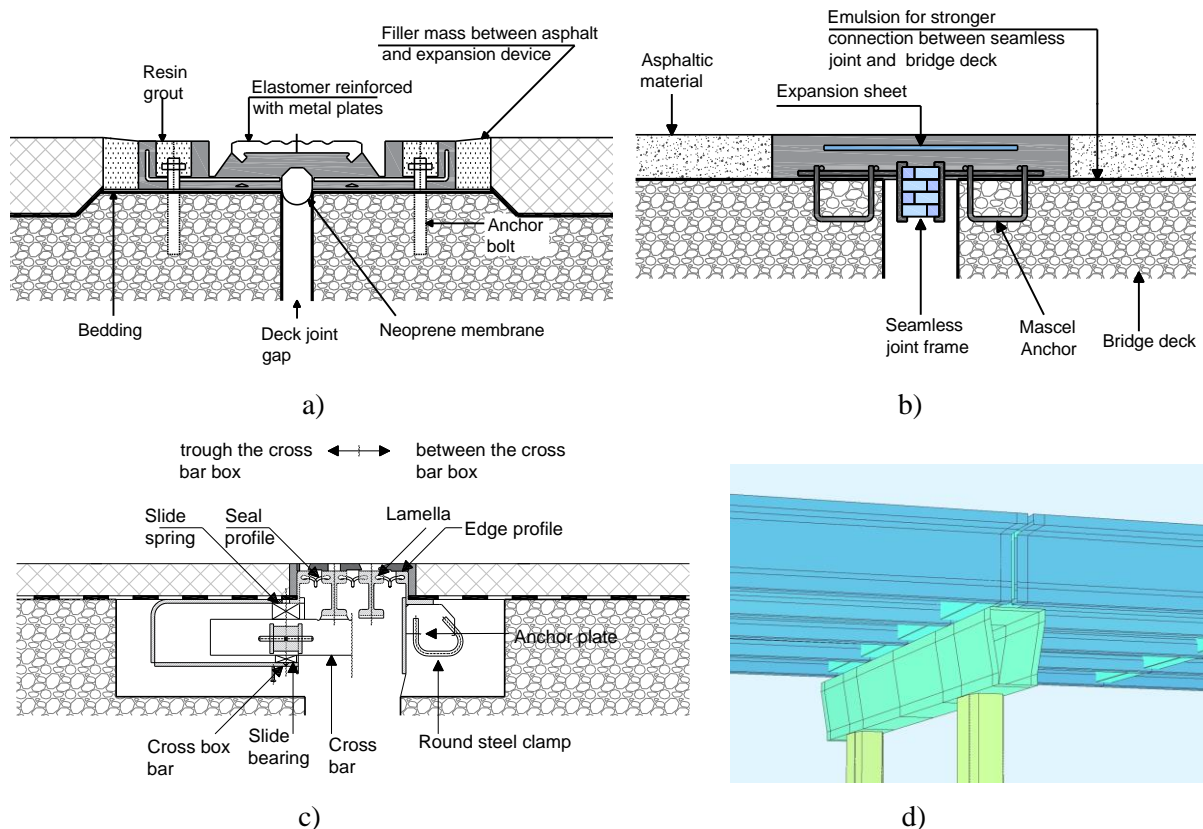 Filler mass between asphalt
and expansion device
Resin
grout
Elastomer reinforced
with metal plates
Anchor
bolt
Bedding
Deck joint
gap
Neoprene membrane
a)
Emulsion for stronger
connection between seamless
joint and bridge deck
Asphaltic
material
Expansion sheet
Seamless
joint frame
Mascel
Anchor
Bridge deck
b)
trough the cross
bar box
between the cross
bar box
Slide
spring
Seal
profile
Lamella
Edge profile
Anchor plate
Cross box
bar
Slide
bearing
Cross
bar
Round steel clamp
c)
d)